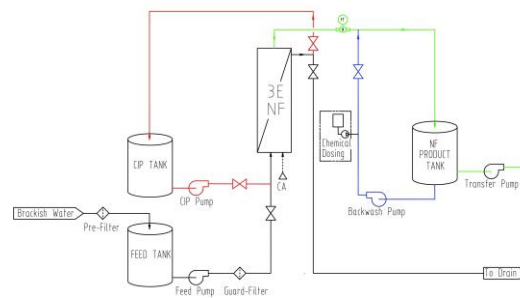 FT
3E
NF
CIP TANK
CIP Pump
CA
Chemical
Dosing
NF
PRODUCT
TANK
Transfer Pump
Backwash Pump
Brackish Water
Pre-Filter
FEED TANK
Feed Pump
Guard-Filter
To Drain